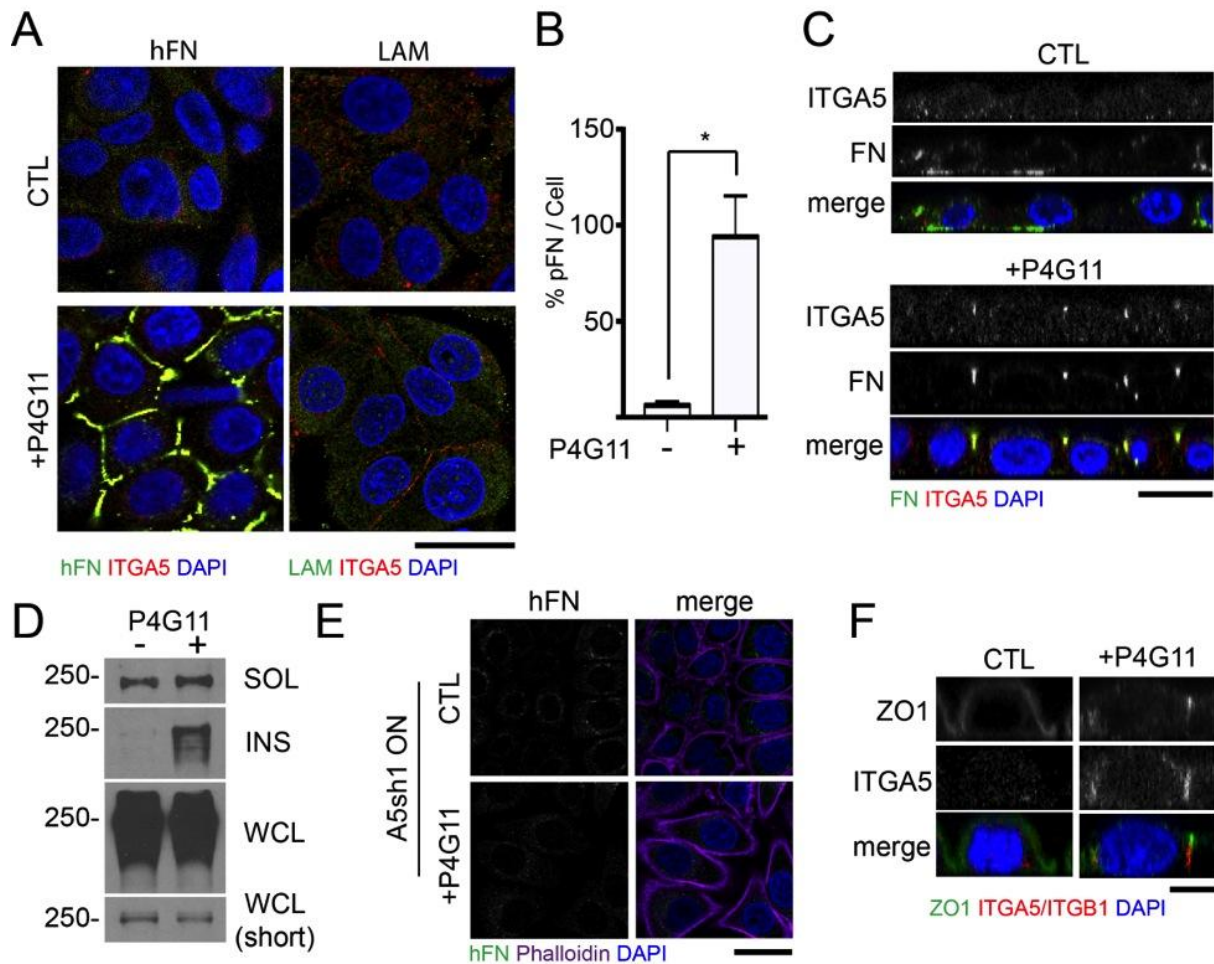 A
hFN
LAM
CTL
+P4G11
hFN ITGA5 DAPI
LAM ITGA5 DAPI
B
% pFN / Cell
150
100
50
*
P4G11 - +
C
CTL
ITGA5
FN
merge
+P4G11
ITGA5
FN
merge
FN ITGA5 DAPI
D
P4G11
- +
250- SOL
250- INS
250- WCL
250- WCL
(short)
E
hFN merge
A5sh1 ON
CTL
+P4G11
hFN Phalloidin DAPI
F
CTL +P4G11
ZO1
ITGA5
merge
ZO1 ITGA5/ITGB1 DAPI